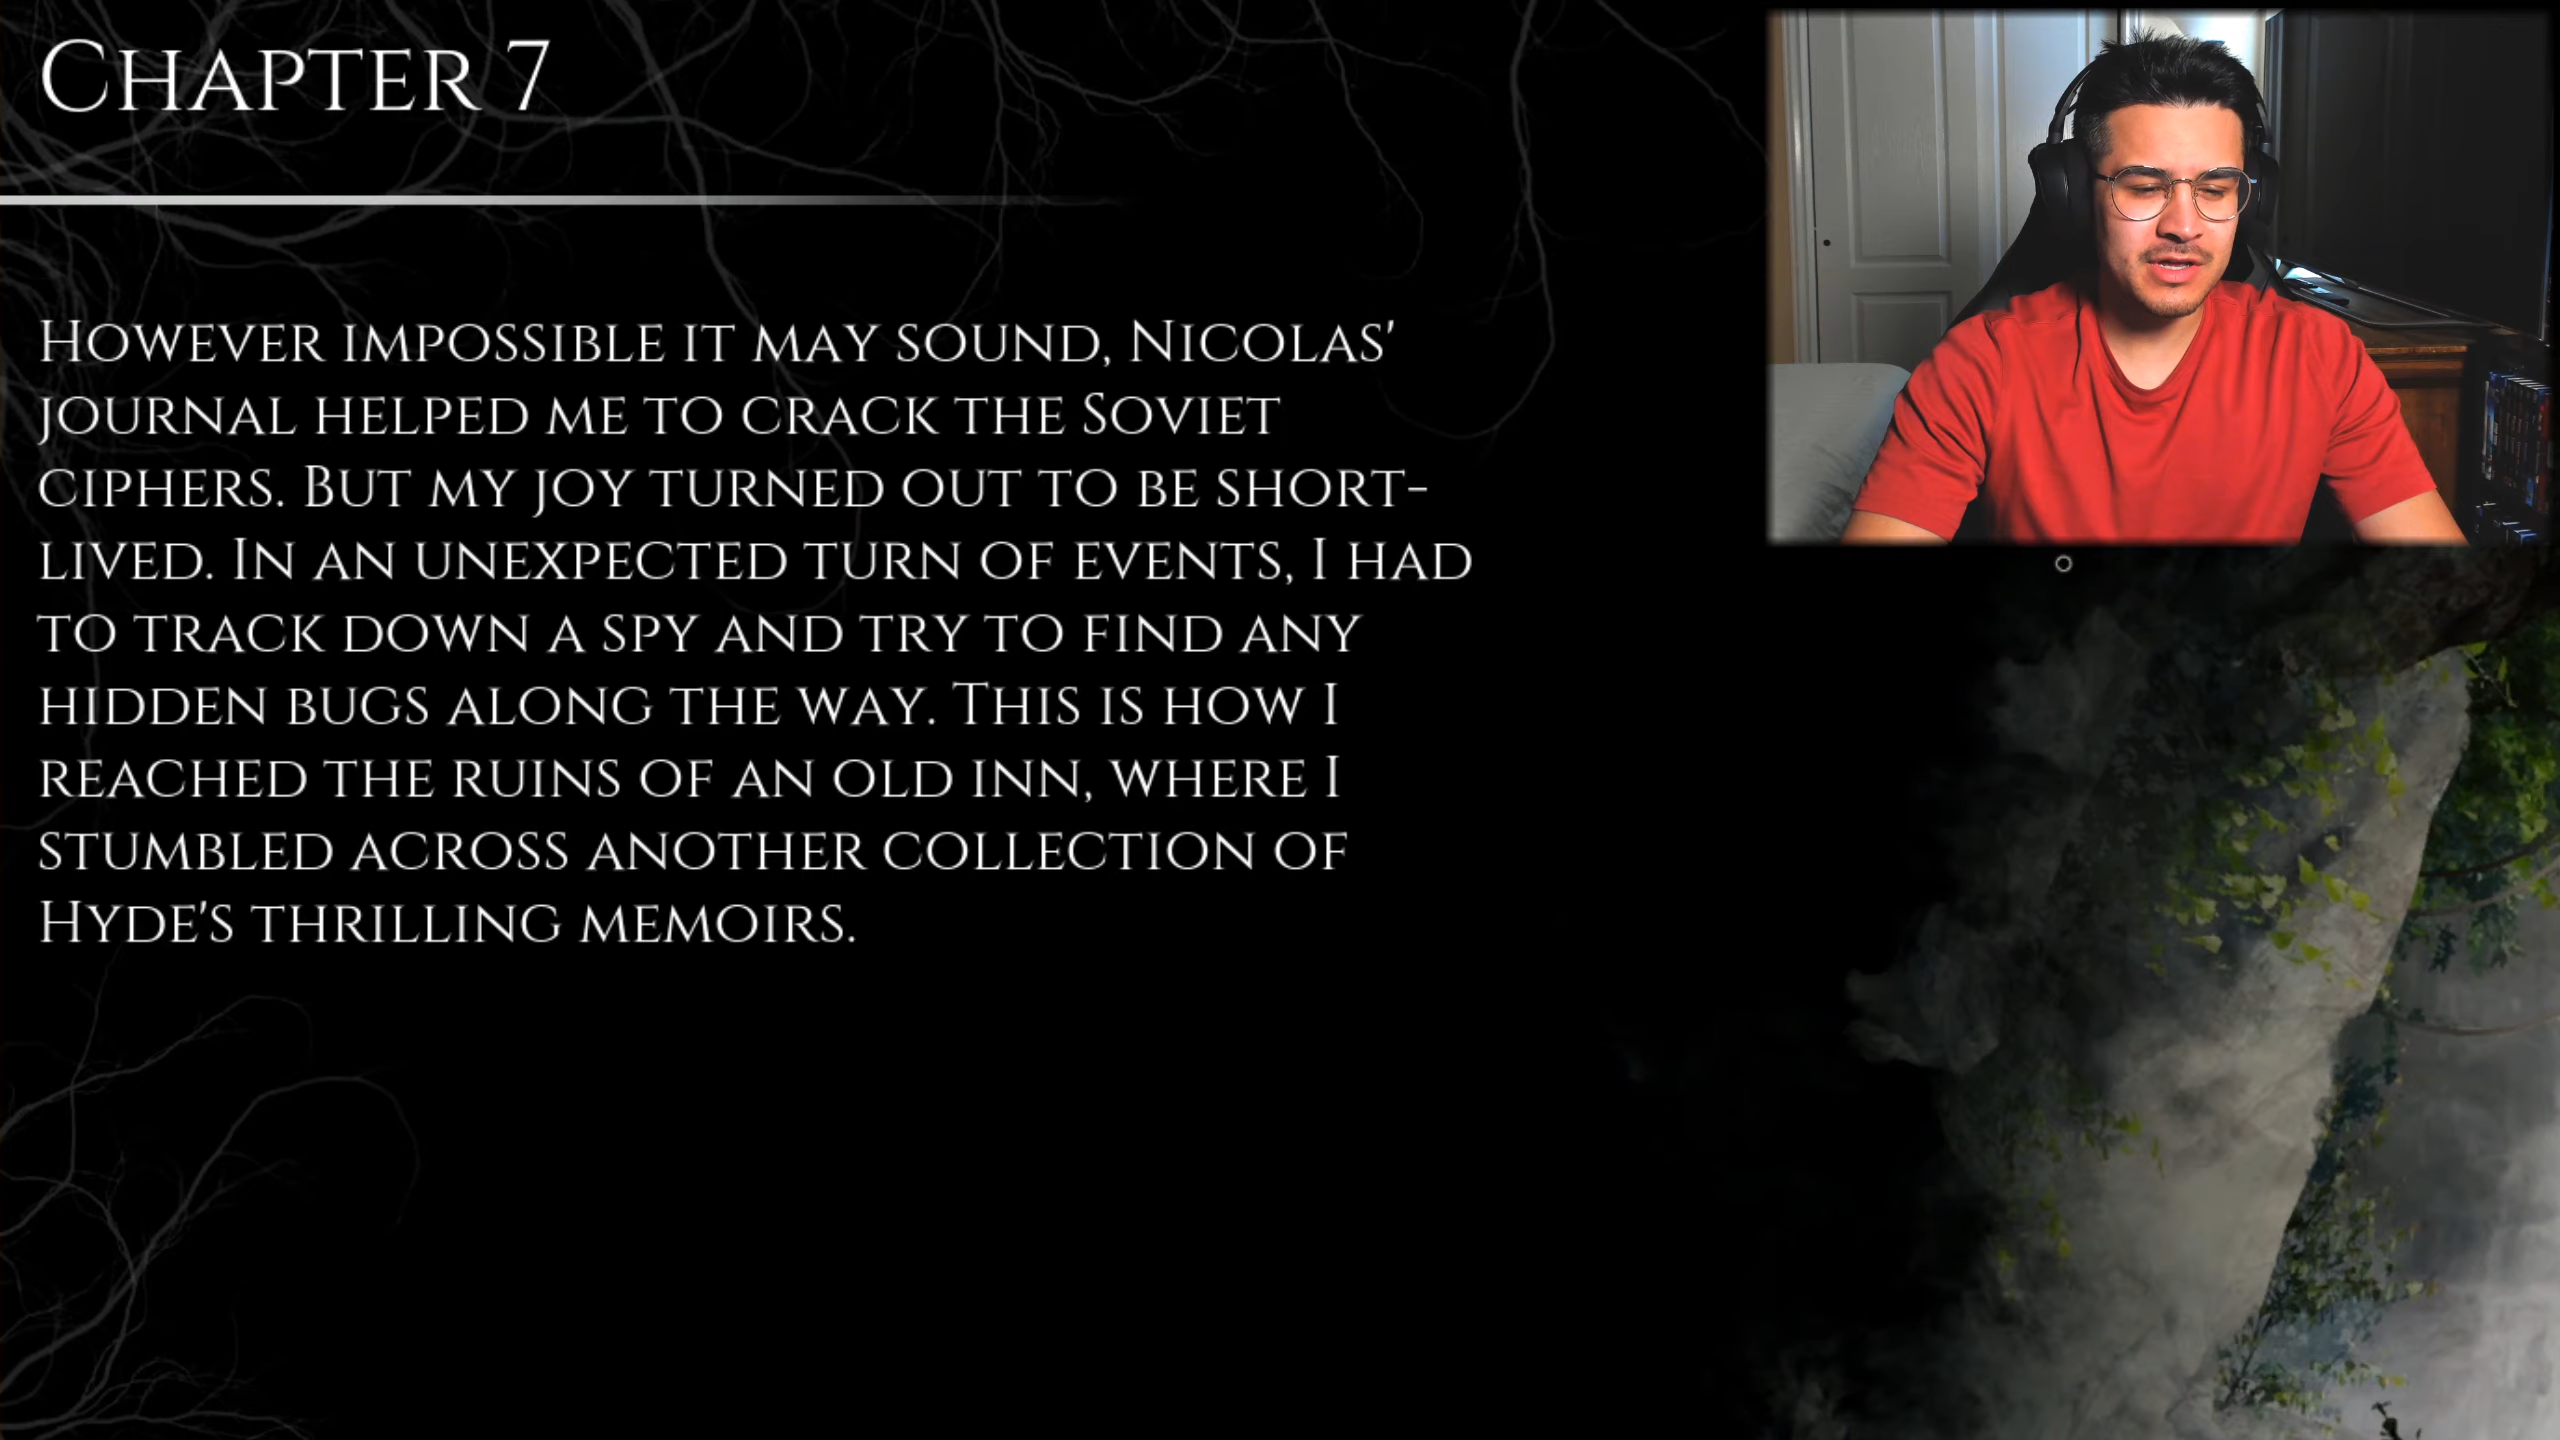 Chapter 7
However impossible it may sound, Nicolas'
journal helped me to crack the Soviet
ciphers. But my joy turned out to be short-
lived. In an unexpected turn of events, I had
to track down a spy and try to find any
hidden bugs along the way. This is how I
reached the ruins of an old inn, where I
stumbled across another collection of
Hyde's thrilling memoirs.